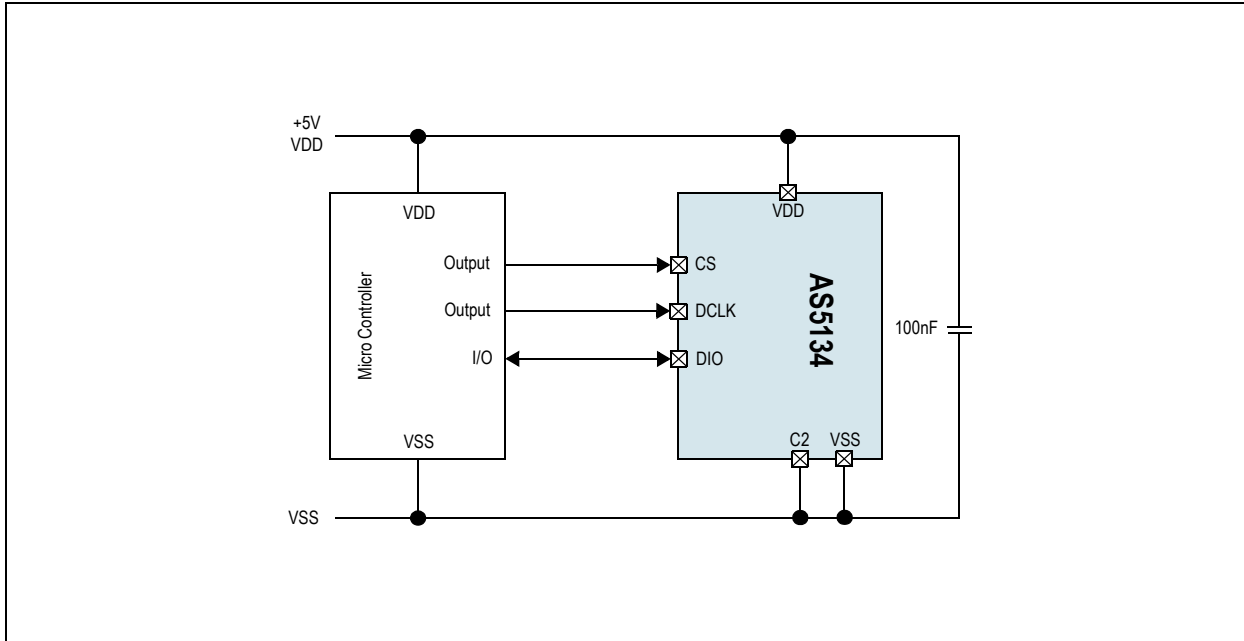 +5V
VDD
VDD
VDD
Output
CS
Output
DCLK
I/O
DIO
Micro Controller
AS5134
100nF
VSS
C2
VSS
VSS